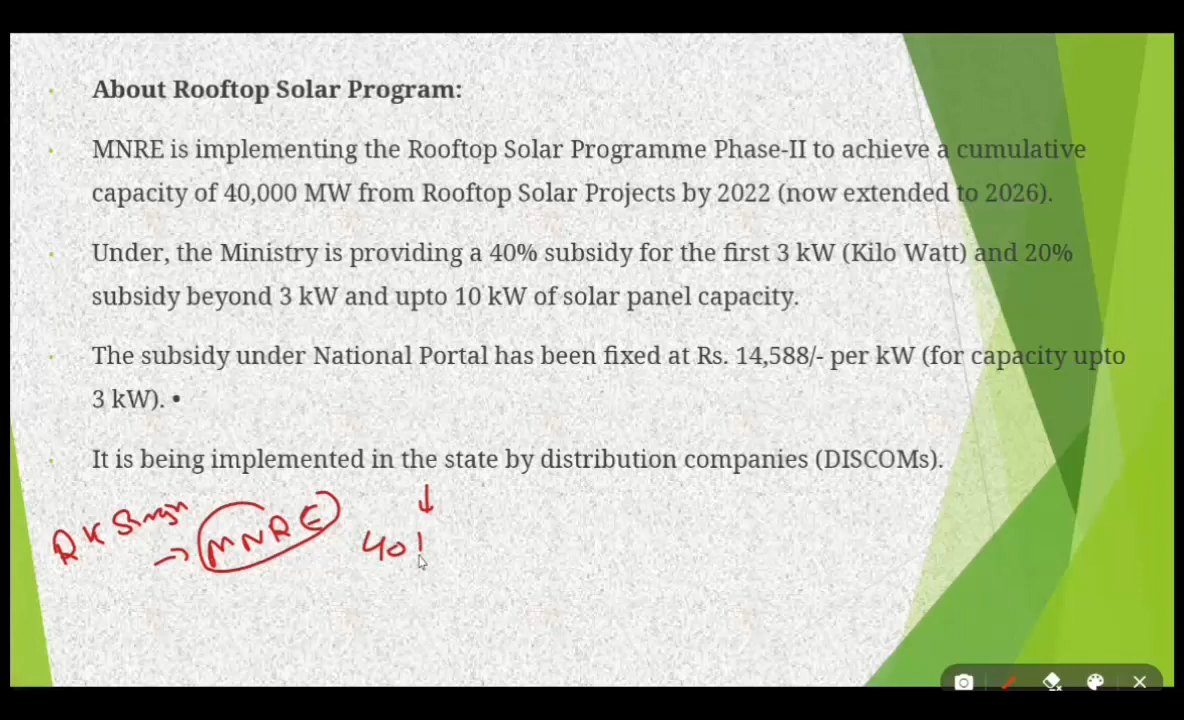 About Rooftop Solar Program:
MNRE is implementing the Rooftop Solar Programme Phase-II to achieve a cumulative
capacity of 40,000 MW from Rooftop Solar Projects by 2022 (now extended to 2026).
Under, the Ministry is providing a 40% subsidy for the first 3 kW (Kilo Watt) and 20%
subsidy beyond 3 kW and upto 10 kW of solar panel capacity.
The subsidy under National Portal has been fixed at Rs. 14,588/- per kW (for capacity upto
3 kW). •
It is being implemented in the state by distribution companies (DISCOMs).
R K Singh
→ MNRE 40